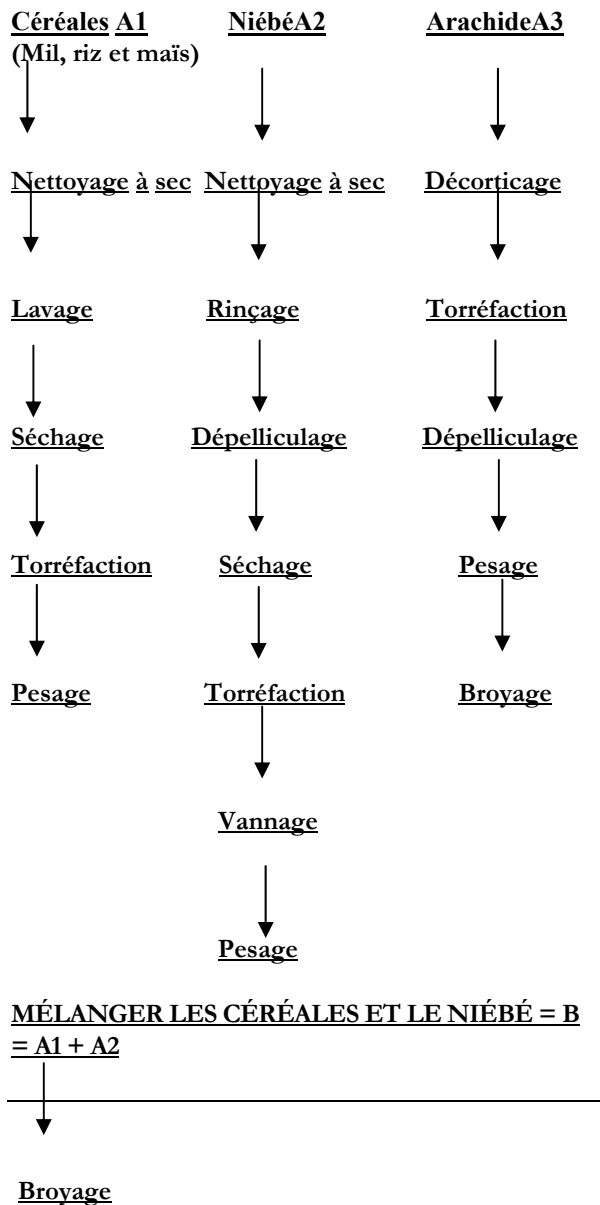 Céréales A1 NiébéA2 ArachideA3
(Mil, riz et maïs)
Nettoyage à sec Nettoyage à sec Décorticage
Lavage Rinçage Torréfaction
Séchage Dépelliculage Dépelliculage
Torréfaction Séchage Pesage
Pesage Torréfaction Broyage
Vannage
Pesage
MÉLANGER LES CÉRÉALES ET LE NIÉBÉ = B
= A1 + A2
Broyage